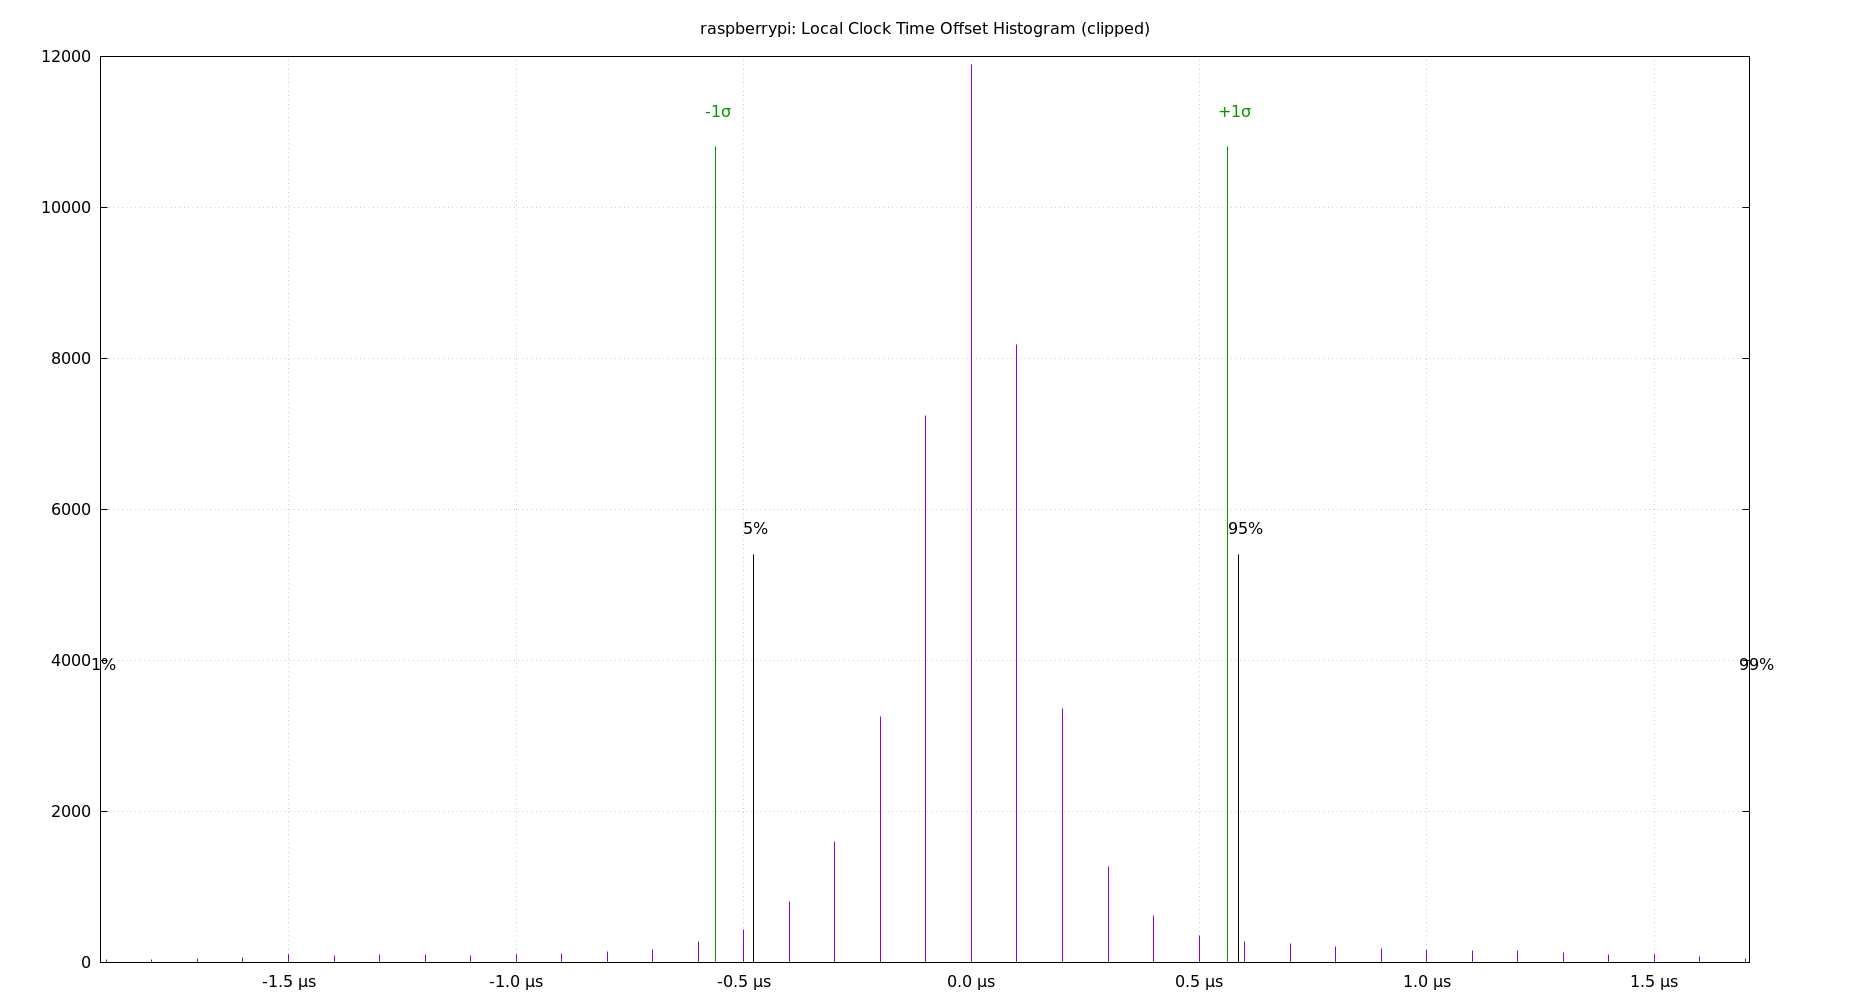 raspberrypi: Local Clock Time Offset Histogram (clipped)
12000
-1σ
+1σ
10000
8000
6000
5%
95%
4000
1%
99%
2000
0
-1.5 μs
-1.0 μs
-0.5 μs
0.0 μs
0.5 μs
1.0 μs
1.5 μs